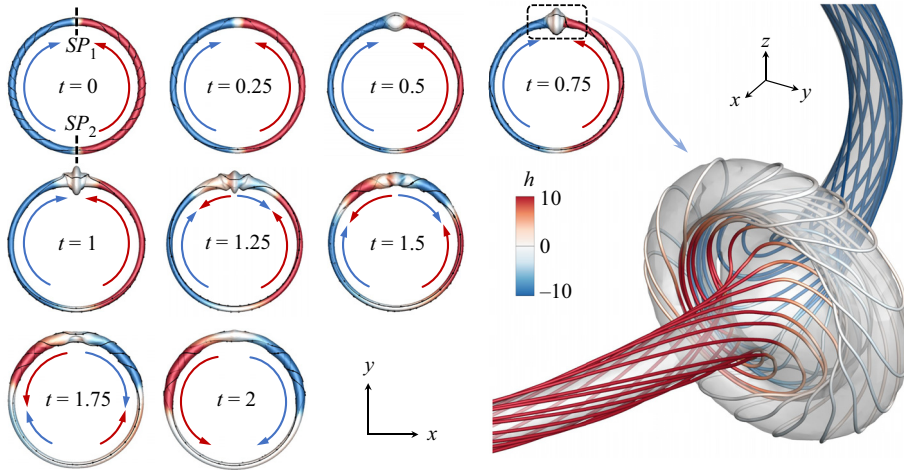 SP1
t = 0
SP2
t = 0.25
t = 0.5
t = 0.75
t = 1
t = 1.25
t = 1.5
t = 1.75
t = 2
y
x
h
10
0
–10
z
x
y